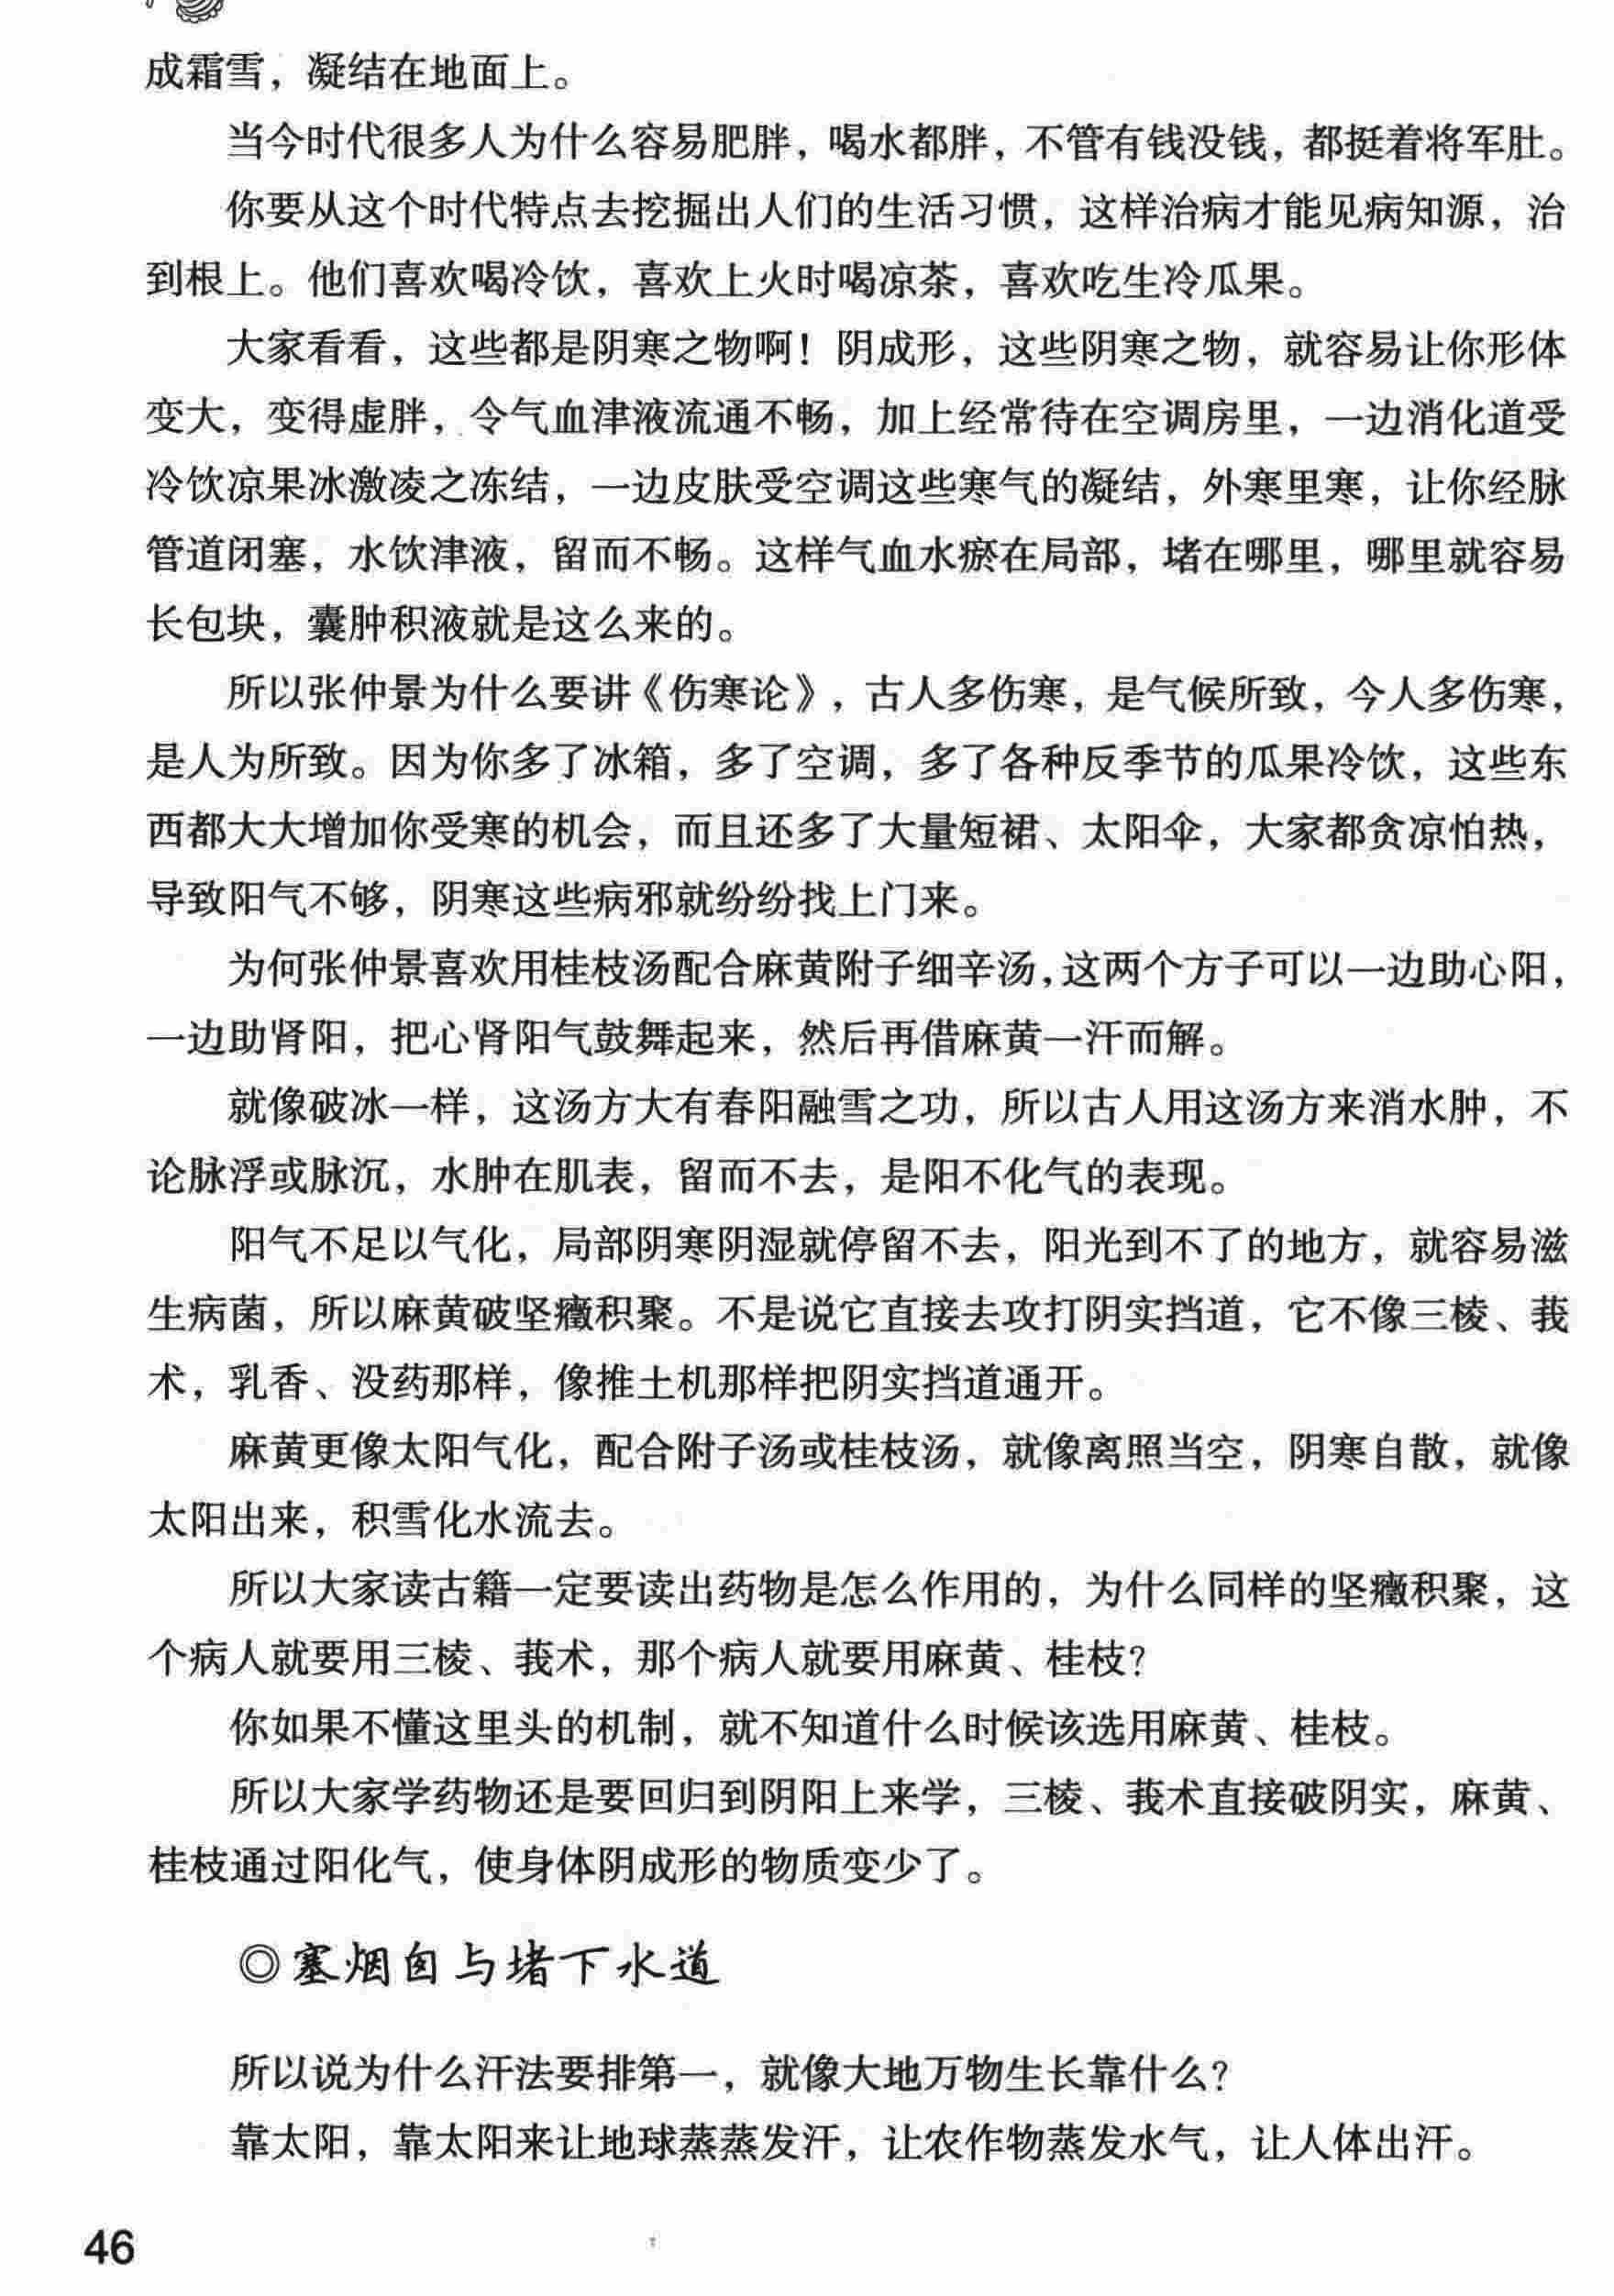 成霜雪，凝结在地面上。
当今时代很多人为什么容易肥胖，喝水都胖，不管有钱没钱，都挺着将军肚。
你要从这个时代特点去挖掘出人们的生活习惯，这样治病才能见病知源，治
到根上。他们喜欢喝冷饮，喜欢上火时喝凉茶，喜欢吃生冷瓜果。
大家看看，这些都是阴寒之物啊！阴成形，这些阴寒之物，就容易让你形体
变大，变得虚胖，令气血津液流通不畅，加上经常待在空调房里，一边消化道受
冷饮凉果冰激凌之冻结，一边皮肤受空调这些寒气的凝结，外寒里寒，让你经脉
管道闭塞，水饮津液，留而不畅。这样气血水瘀在局部，堵在哪里，哪里就容易
长包块，囊肿积液就是这么来的。
所以张仲景为什么要讲《伤寒论》，古人多伤寒，是气候所致，今人多伤寒，
是人为所致。因为你多了冰箱，多了空调，多了各种反季节的瓜果冷饮，这些东
西都大大增加你受寒的机会，而且还多了大量短裙、太阳伞，大家都贪凉怕热，
导致阳气不够，阴寒这些病邪就纷纷找上门来。
为何张仲景喜欢用桂枝汤配合麻黄附子细辛汤，这两个方子可以一边助心阳，
一边助肾阳，把心肾阳气鼓舞起来，然后再借麻黄一汗而解。
就像破冰一样，这汤方大有春阳融雪之功，所以古人用这汤方来消水肿，不
论脉浮或脉沉，水肿在肌表，留而不去，是阳不化气的表现。
阳气不足以气化，局部阴寒阴湿就停留不去，阳光到不了的地方，就容易滋
生病菌，所以麻黄破坚癥积聚。不是说它直接去攻打阴实挡道，它不像三棱、莪
术，乳香、没药那样，像推土机那样把阴实挡道通开。
麻黄更像太阳气化，配合附子汤或桂枝汤，就像离照当空，阴寒自散，就像
太阳出来，积雪化水流去。
所以大家读古籍一定要读出药物是怎么作用的，为什么同样的坚癥积聚，这
个病人就要用三棱、莪术，那个病人就要用麻黄、桂枝？
你如果不懂这里头的机制，就不知道什么时候该选用麻黄、桂枝。
所以大家学药物还是要回归到阴阳上来学，三棱、莪术直接破阴实，麻黄、
桂枝通过阳化气，使身体阴成形的物质变少了。
◎塞烟囱与堵下水道
所以说为什么汗法要排第一，就像大地万物生长靠什么？
靠太阳，靠太阳来让地球蒸蒸发汗，让农作物蒸发水气，让人体出汗。
46